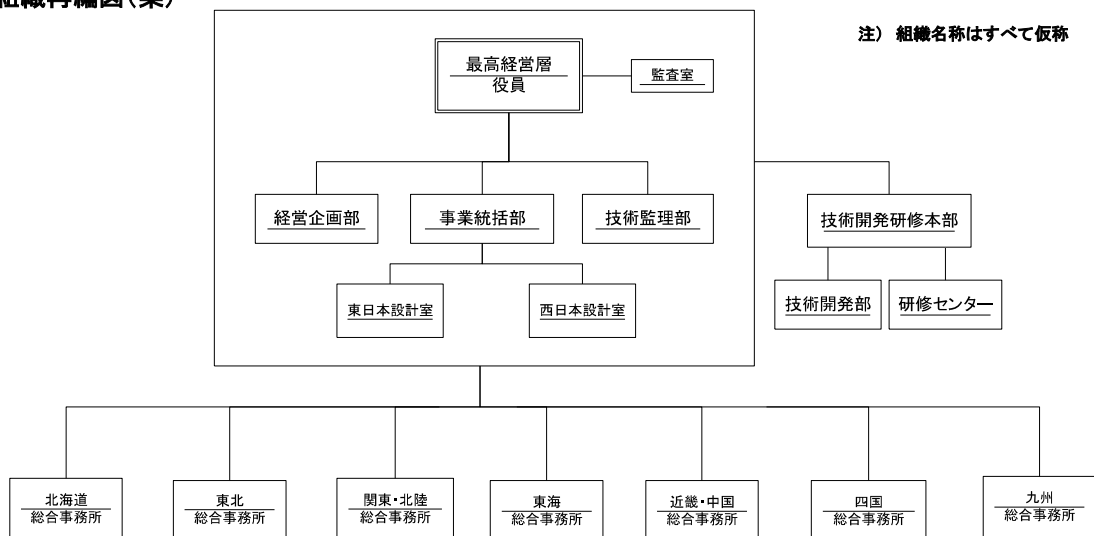 組織再編図（案）
注） 組織名称はすべて仮称
最高経営層
役員
監査室
経営企画部
事業統括部
技術監理部
技術開発研修本部
東日本設計室
西日本設計室
技術開発部
研修センター
北海道
総合事務所
東北
総合事務所
関東・北陸
総合事務所
東海
総合事務所
近畿・中国
総合事務所
四国
総合事務所
九州
総合事務所